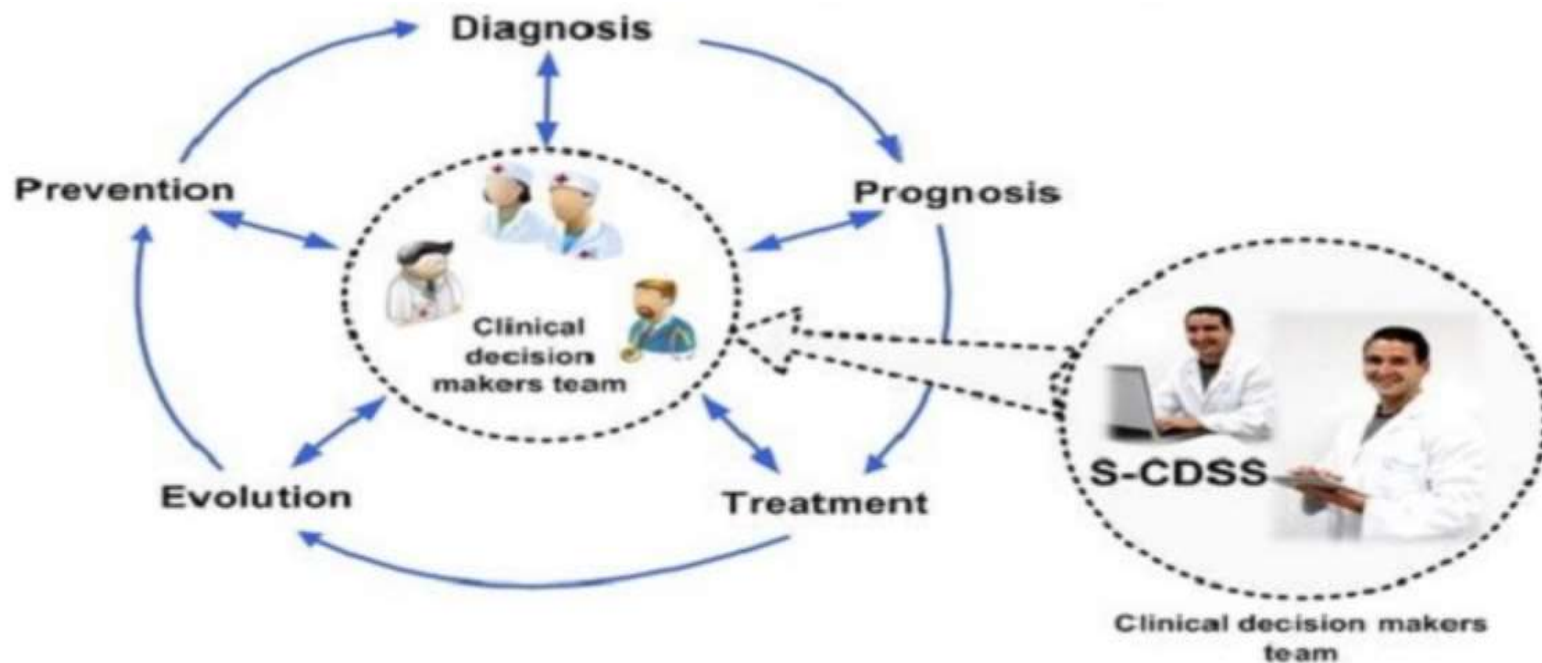 Diagnosis
Prevention
Prognosis
Clinical
decision
makers team
S-CDSS
Evolution
Treatment
Clinical decision makers
team